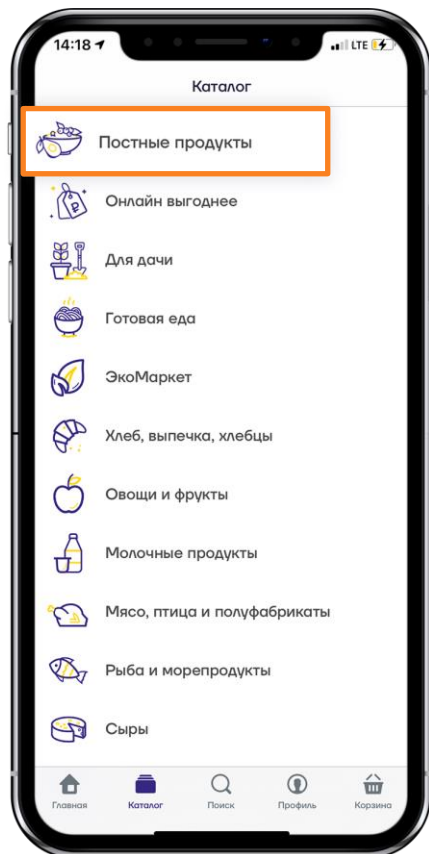 14:18
LTE
Каталог
Постные продукты
Онлайн выгоднее
Для дачи
Готовая еда
ЭкоМаркет
Хлеб, выпечка, хлебцы
Овощи и фрукты
Молочные продукты
Мясо, птица и полуфабрикаты
Рыба и морепродукты
Сыры
Главная Каталог Поиск Профиль Корзина